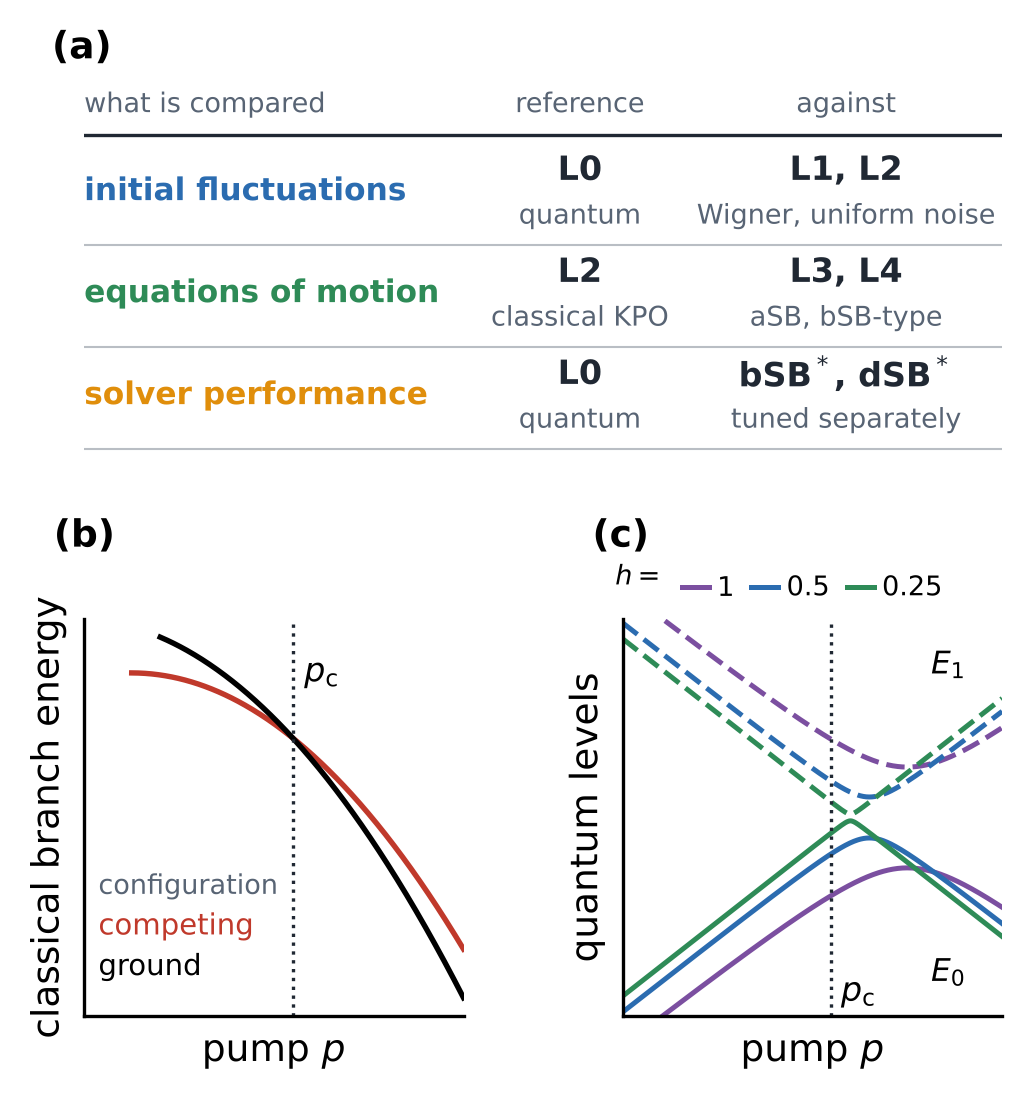 (a)
what is compared reference against
initial fluctuations L0 L1, L2
quantum Wigner, uniform noise
equations of motion L2 L3, L4
classical KPO aSB, bSB-type
solver performance L0 bSB*, dSB*
quantum tuned separately
(b)
classical branch energy
p_c
configuration
competing
ground
pump p
(c)
h = 1 0.5 0.25
quantum levels
E_1
E_0
p_c
pump p